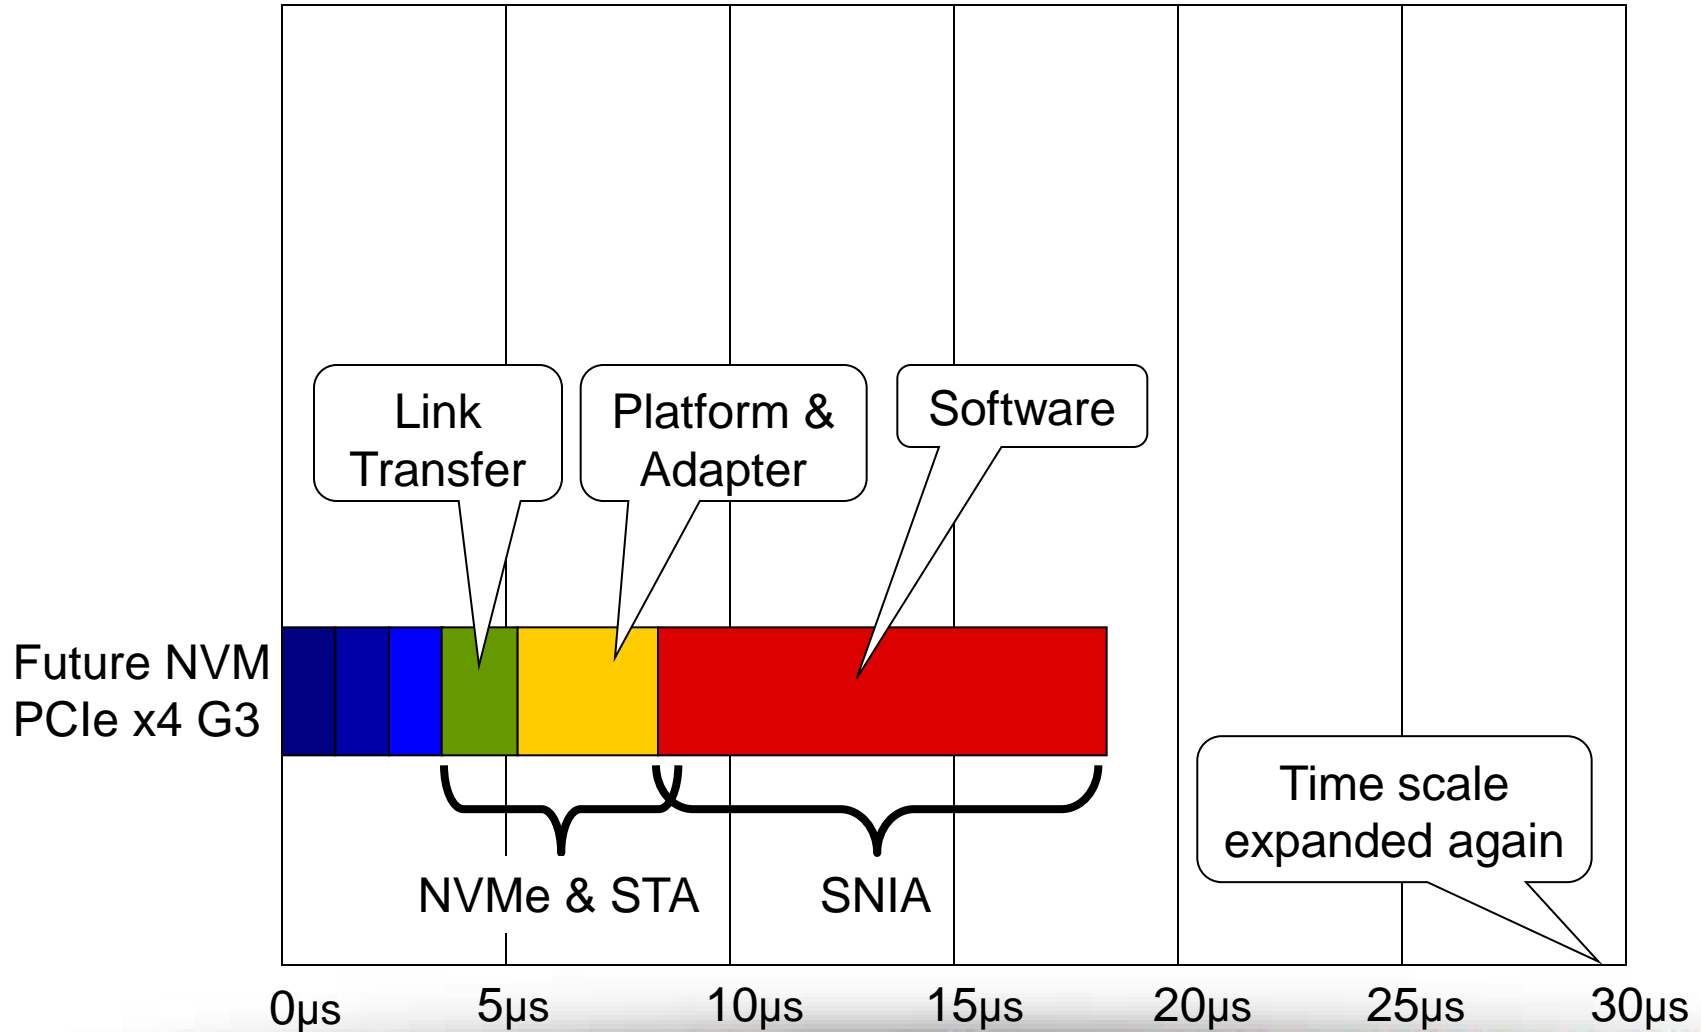 Link
Transfer
Platform &
Adapter
Software
Future NVM
PCIe x4 G3
Time scale
expanded again
NVMe & STA
SNIA
0µs
5µs
10µs
15µs
20µs
25µs
30µs